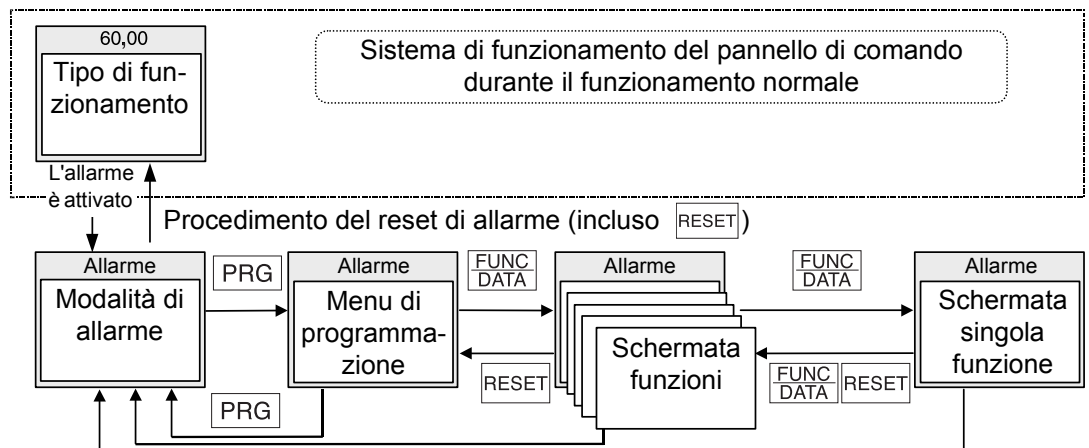 60,00
Tipo di fun-
zionamento
Sistema di funzionamento del pannello di comando
durante il funzionamento normale
L'allarme
è attivato
Procedimento del reset di allarme (incluso RESET)
Allarme
Modalità di
allarme
PRG
Allarme
Menu di
programma-
zione
FUNC
DATA
Allarme
Schermata
funzioni
FUNC
DATA
Allarme
Schermata
singola
funzione
RESET
FUNC
DATA
RESET
PRG